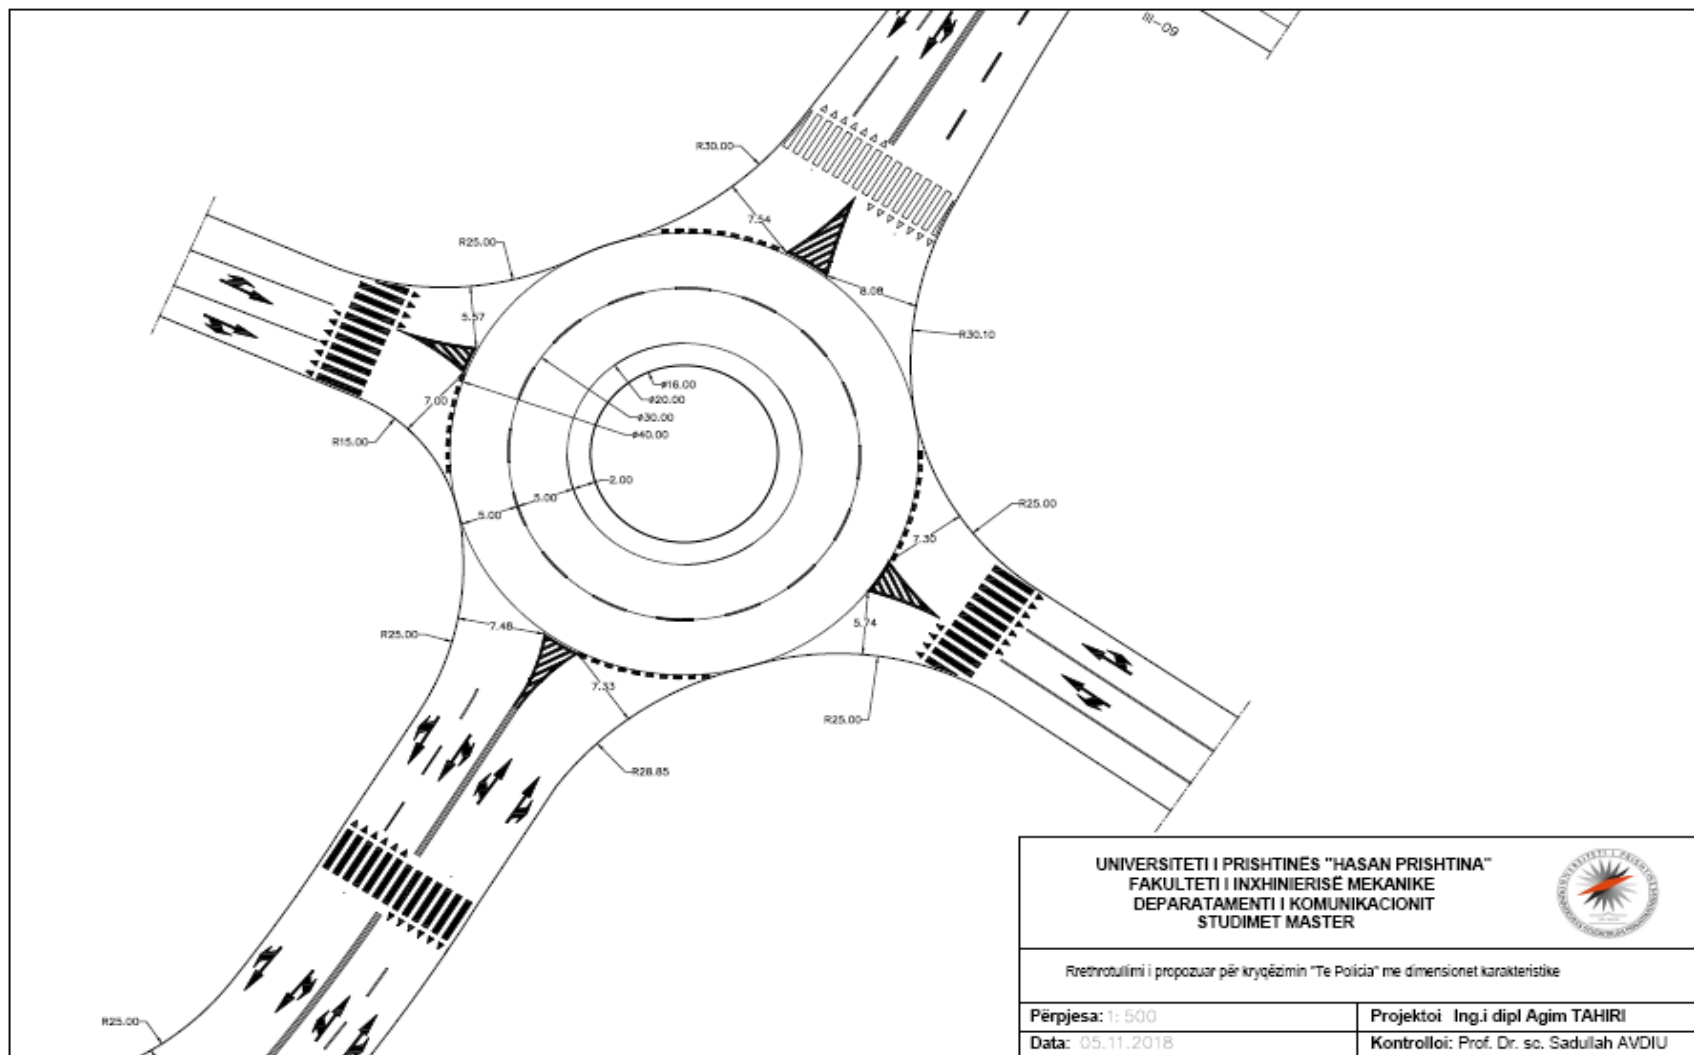 III-09
R30.00
7.54
R25.00
8.08
5.57
R30.10
ø16.00
ø20.00
7.00
ø30.00
ø40.00
R15.00
2.00
5.00
5.00
R25.00
7.30
5.74
R25.00
7.48
7.33
R25.00
R28.85
UNIVERSITETI I PRISHTINËS "HASAN PRISHTINA"
FAKULTETI I INXHINIERISË MEKANIKE
DEPARATAMENTI I KOMUNIKACIONIT
STUDIMET MASTER
Rrethrotullimi i propozuar për kryqëzimin "Te Policia" me dimensionet karakteristike
Përpjesa: 1: 500
Projektoi Ing.i dipl Agim TAHIRI
R25.00
Data: 05.11.2018
Kontrolloi: Prof. Dr. sc. Sadullah AVDIU